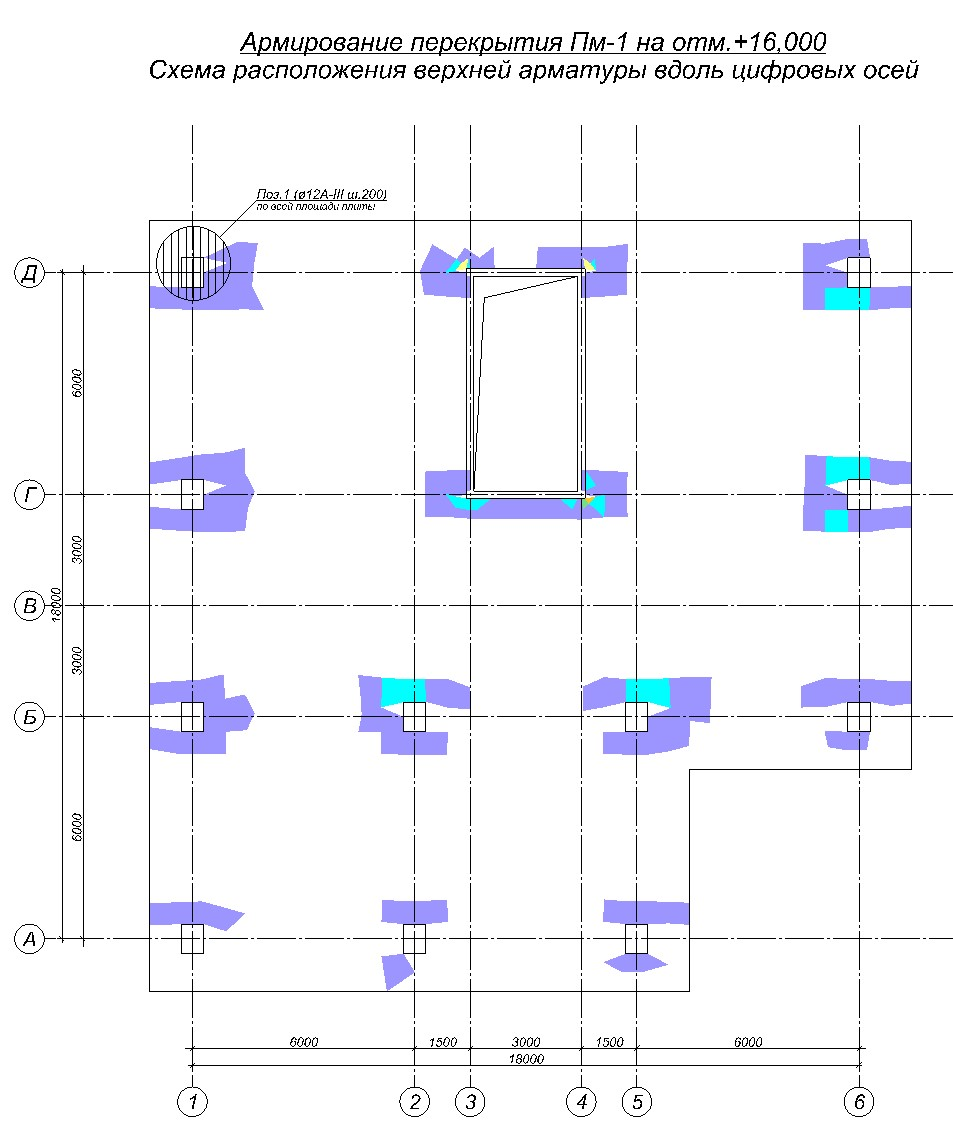 Армирование перекрытия Пм-1 на отм.+16,000
Схема расположения верхней арматуры вдоль цифровых осей
Поз.1 (ø12А-III ш.200)
по всей площади плиты
Д
6000
Г
3000
В
18000
3000
Б
6000
А
6000 1500 3000 1500 6000
18000
1 2 3 4 5 6